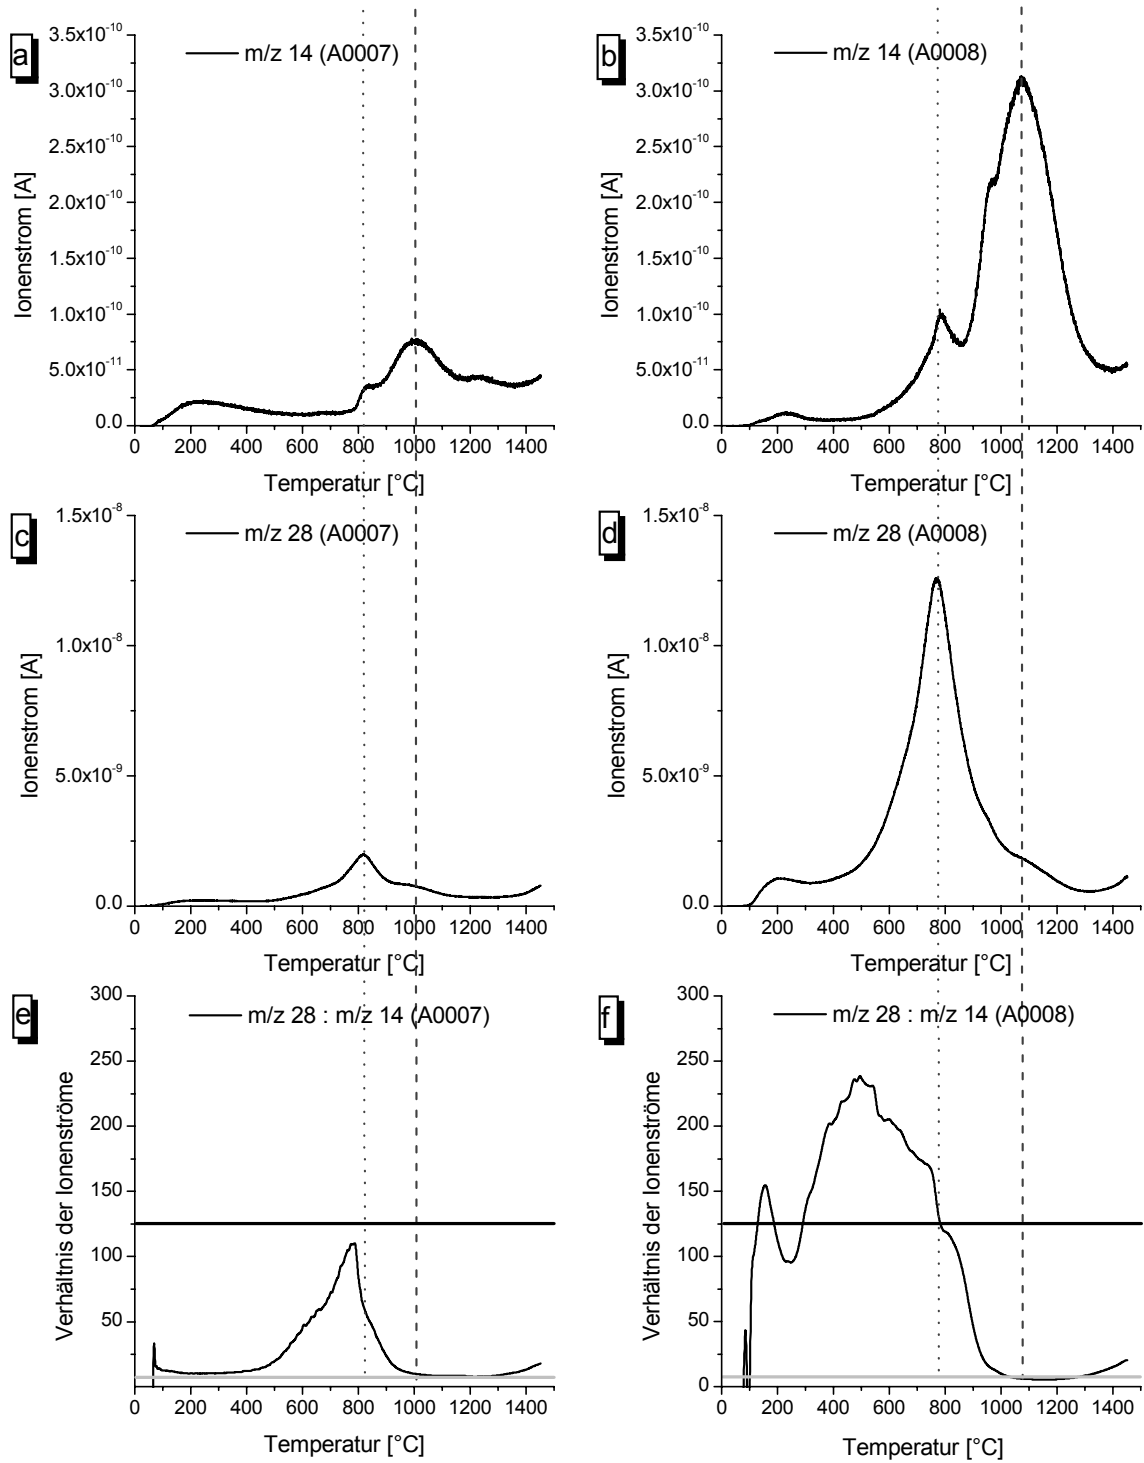 a
m/z 14 (A0007)
3.5x10-10
3.0x10-10
2.5x10-10
2.0x10-10
1.5x10-10
1.0x10-10
5.0x10-11
0.0
Ionenstrom [A]
0 200 400 600 800 1000 1200 1400
Temperatur [°C]
b
m/z 14 (A0008)
3.5x10-10
3.0x10-10
2.5x10-10
2.0x10-10
1.5x10-10
1.0x10-10
5.0x10-11
0.0
Ionenstrom [A]
0 200 400 600 800 1000 1200 1400
Temperatur [°C]
c
m/z 28 (A0007)
1.5x10-8
1.0x10-8
5.0x10-9
0.0
Ionenstrom [A]
0 200 400 600 800 1000 1200 1400
Temperatur [°C]
d
m/z 28 (A0008)
1.5x10-8
1.0x10-8
5.0x10-9
0.0
Ionenstrom [A]
0 200 400 600 800 1000 1200 1400
Temperatur [°C]
e
m/z 28 : m/z 14 (A0007)
300
250
200
150
100
50
Verhältnis der Ionenströme
0 200 400 600 800 1000 1200 1400
Temperatur [°C]
f
m/z 28 : m/z 14 (A0008)
300
250
200
150
100
50
0
Verhältnis der Ionenströme
0 200 400 600 800 1000 1200 1400
Temperatur [°C]